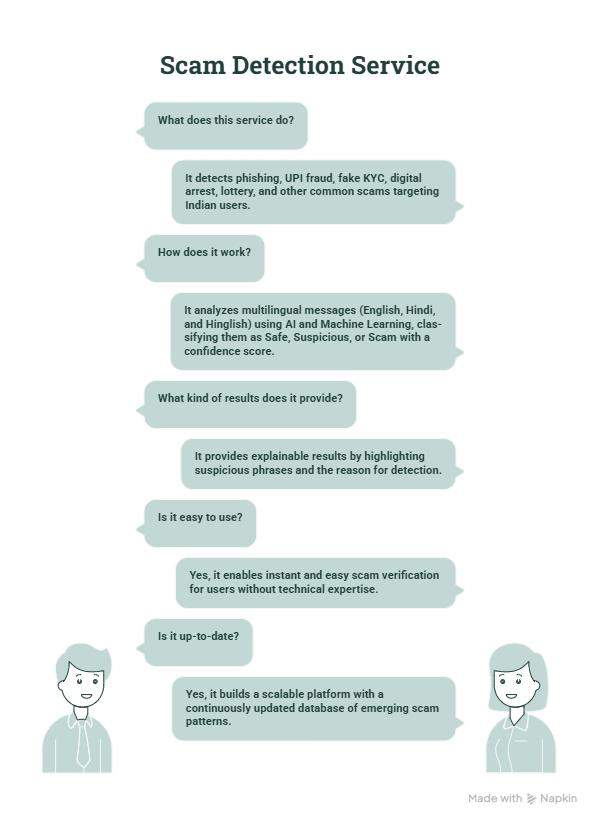 Scam Detection Service
What does this service do?
It detects phishing, UPI fraud, fake KYC, digital
arrest, lottery, and other common scams targeting
Indian users.
How does it work?
It analyzes multilingual messages (English, Hindi,
and Hinglish) using AI and Machine Learning, clas-
sifying them as Safe, Suspicious, or Scam with a
confidence score.
What kind of results does it provide?
It provides explainable results by highlighting
suspicious phrases and the reason for detection.
Is it easy to use?
Yes, it enables instant and easy scam verification
for users without technical expertise.
Is it up-to-date?
Yes, it builds a scalable platform with a
continuously updated database of emerging scam
patterns.
Made with Napkin